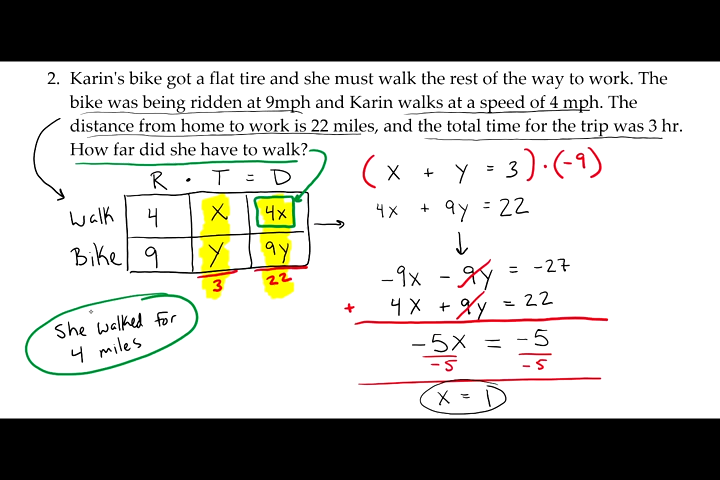 2. Karin's bike got a flat tire and she must walk the rest of the way to work. The
bike was being ridden at 9mph and Karin walks at a speed of 4 mph. The
distance from home to work is 22 miles, and the total time for the trip was 3 hr.
How far did she have to walk?
R · T = D
Walk 4 x 4x
Bike 9 y 9y
3 22
She walked for
4 miles
(x + y = 3) · (-9)
4x + 9y = 22
-9x - 9y = -27
+ 4x + 9y = 22
-5x = -5
-5 -5
x = 1